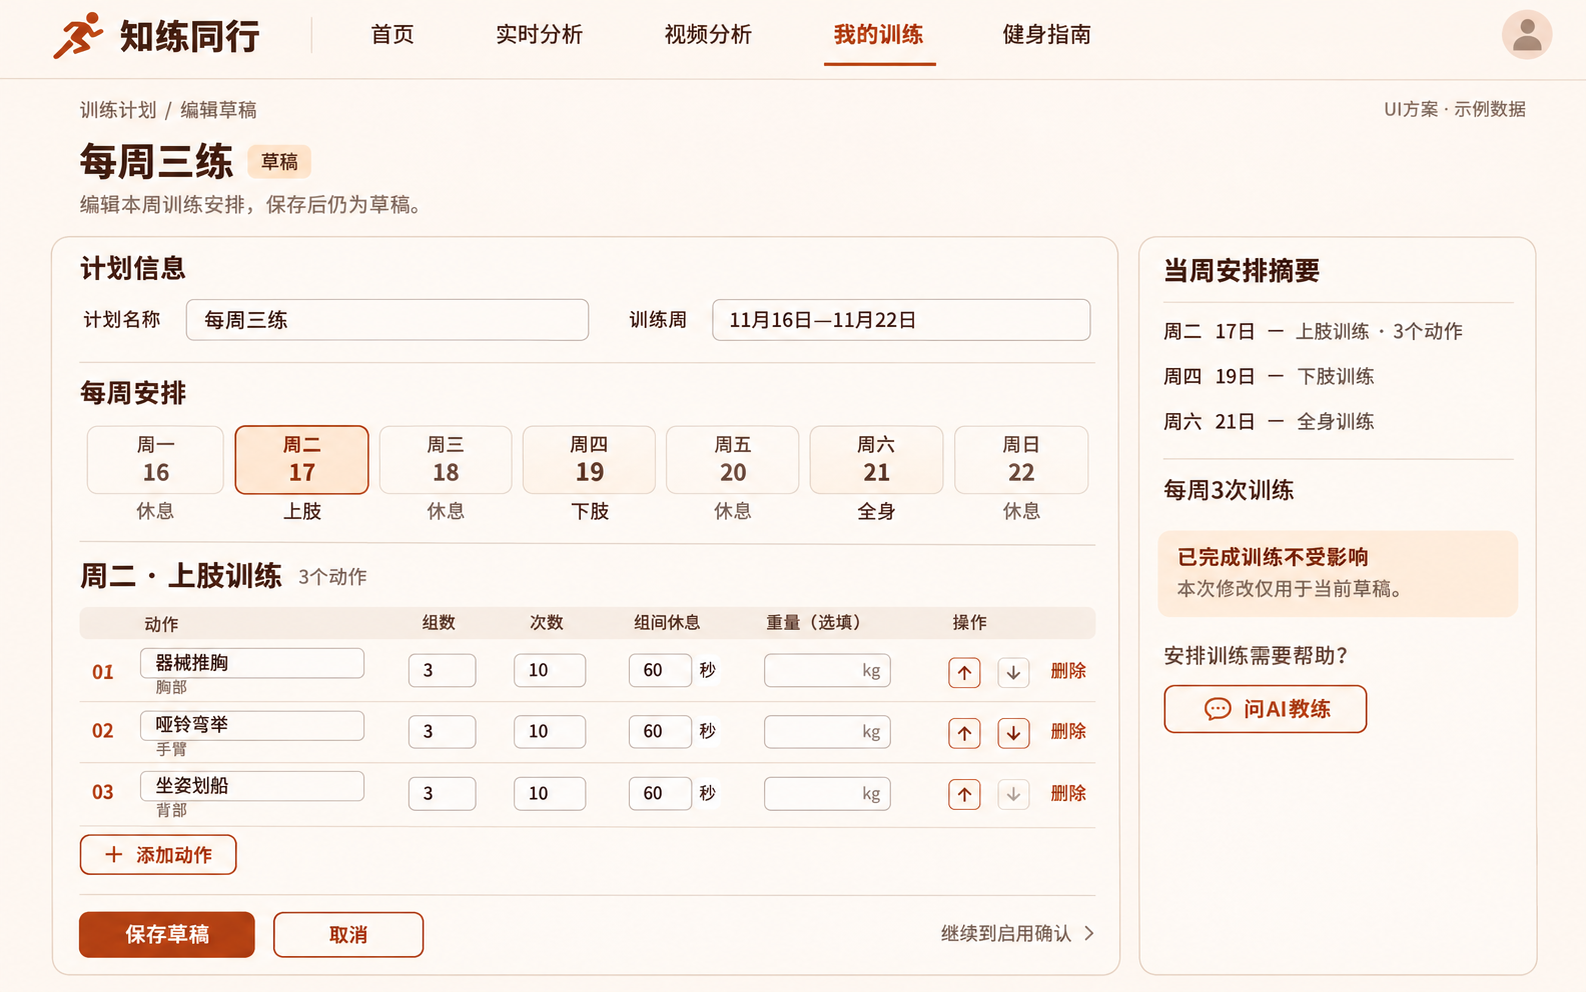 知练同行
首页 实时分析 视频分析 我的训练 健身指南
训练计划 / 编辑草稿
UI方案 · 示例数据
每周三练 草稿
编辑本周训练安排，保存后仍为草稿。
计划信息
计划名称 每周三练 训练周 11月16日—11月22日
每周安排
周一 周二 周三 周四 周五 周六 周日
16 17 18 19 20 21 22
休息 上肢 休息 下肢 休息 全身 休息
周二 · 上肢训练 3个动作
动作 组数 次数 组间休息 重量（选填） 操作
01 器械推胸 3 10 60 秒 kg ↑ ↓ 删除
胸部
02 哑铃弯举 3 10 60 秒 kg ↑ ↓ 删除
手臂
03 坐姿划船 3 10 60 秒 kg ↑ ↓ 删除
背部
+ 添加动作
保存草稿 取消 继续到启用确认 >
当周安排摘要
周二 17日 — 上肢训练 · 3个动作
周四 19日 — 下肢训练
周六 21日 — 全身训练
每周3次训练
已完成训练不受影响
本次修改仅用于当前草稿。
安排训练需要帮助？
问AI教练